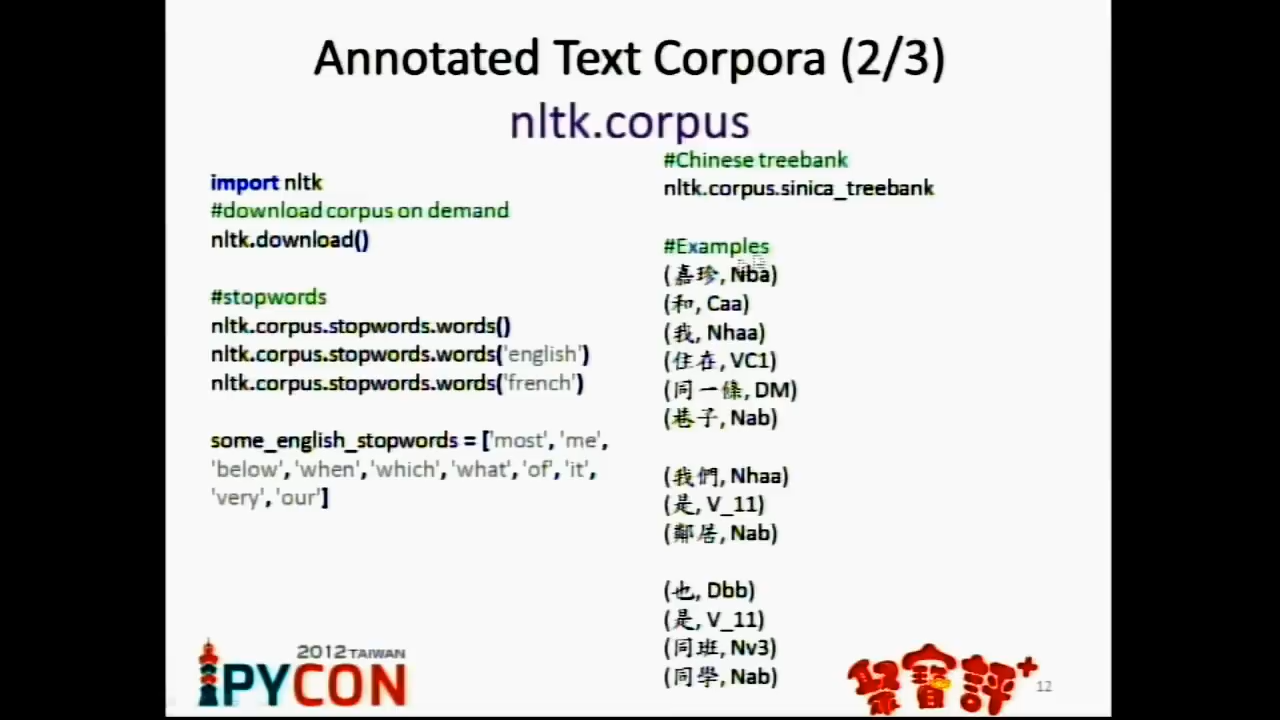 Annotated Text Corpora (2/3)
nltk.corpus
import nltk
#download corpus on demand
nltk.download()
#stopwords
nltk.corpus.stopwords.words()
nltk.corpus.stopwords.words('english')
nltk.corpus.stopwords.words('french')
some_english_stopwords = ['most', 'me',
'below', 'when', 'which', 'what', 'of', 'it',
'very', 'our']
#Chinese treebank
nltk.corpus.sinica_treebank
#Examples
(嘉珍, Nba)
(和, Caa)
(我, Nhaa)
(住在, VC1)
(同一條, DM)
(巷子, Nab)
(我們, Nhaa)
(是, V_11)
(鄰居, Nab)
(也, Dbb)
(是, V_11)
(同班, Nv3)
(同學, Nab)
2012 TAIWAN
PYCON
聚寶評+
12